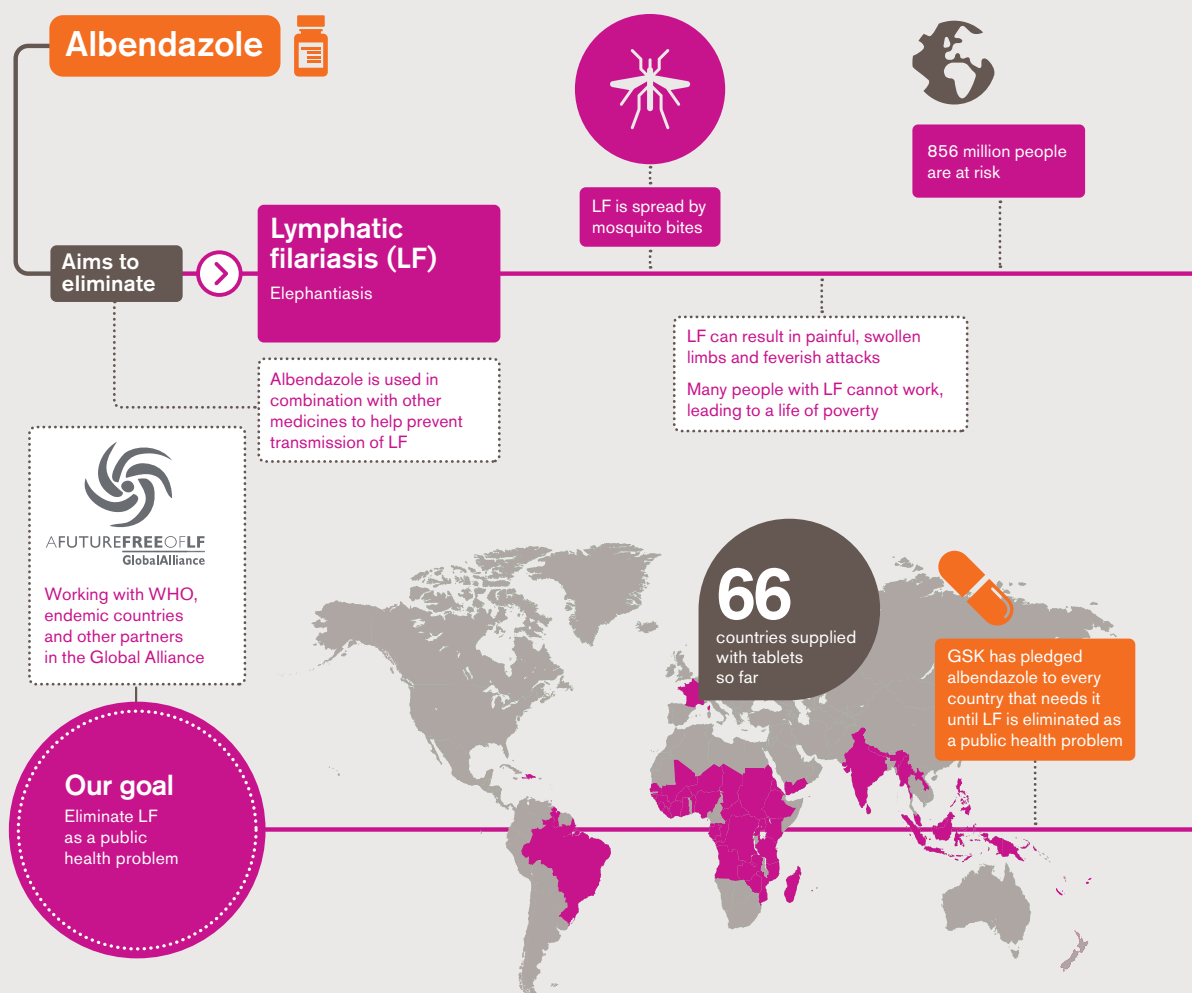 Albendazole
LF is spread by
mosquito bites
856 million people
are at risk
Aims to
eliminate
Lymphatic
filariasis (LF)
Elephantiasis
Albendazole is used in
combination with other
medicines to help prevent
transmission of LF
LF can result in painful, swollen
limbs and feverish attacks
Many people with LF cannot work,
leading to a life of poverty
AFUTUREFREEOFLF
GlobalAlliance
Working with WHO,
endemic countries
and other partners
in the Global Alliance
66
countries supplied
with tablets
so far
GSK has pledged
albendazole to every
country that needs it
until LF is eliminated as
a public health problem
Our goal
Eliminate LF
as a public
health problem